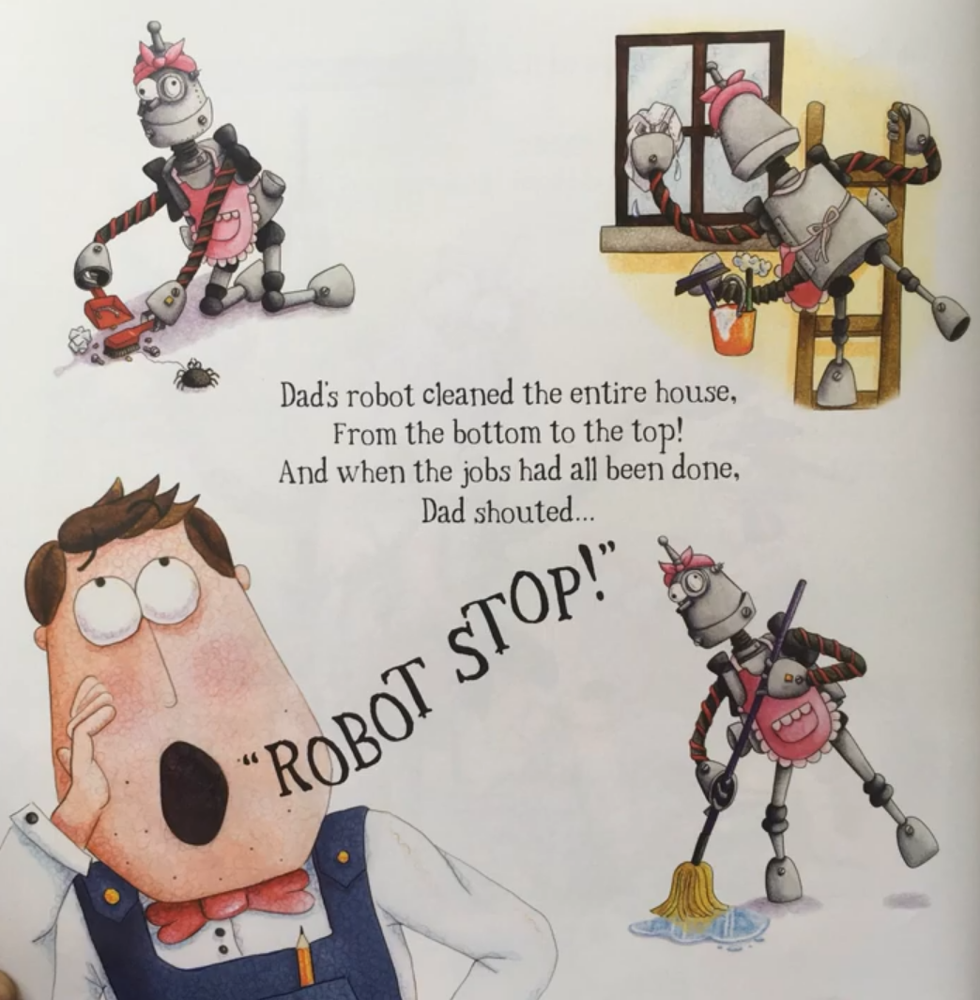 Dad's robot cleaned the entire house,
From the bottom to the top!
And when the jobs had all been done,
Dad shouted...
“ROBOT STOP!”